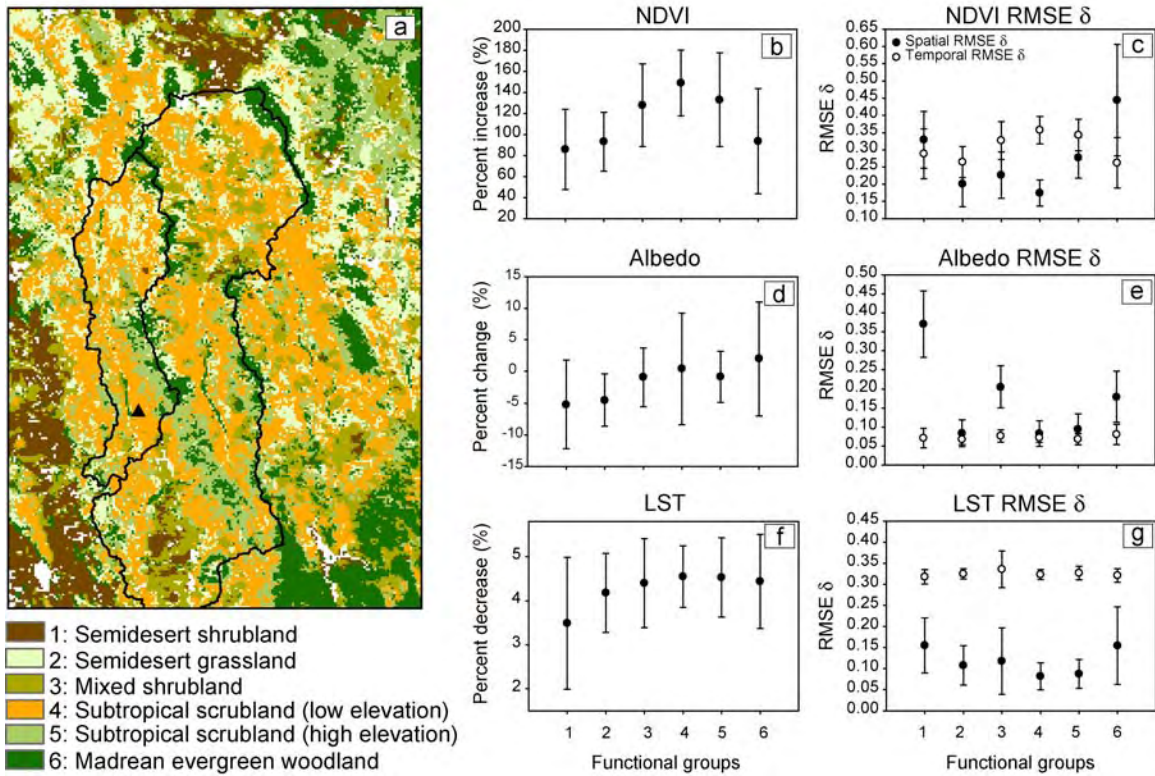 a
1: Semidesert shrubland
2: Semidesert grassland
3: Mixed shrubland
4: Subtropical scrubland (low elevation)
5: Subtropical scrubland (high elevation)
6: Madrean evergreen woodland
NDVI
b
Percent increase (%)
200
180
160
140
120
100
80
60
40
20
NDVI RMSE δ
c
Spatial RMSE δ
Temporal RMSE δ
RMSE δ
0.65
0.60
0.55
0.50
0.45
0.40
0.35
0.30
0.25
0.20
0.15
0.10
Albedo
d
Percent change (%)
15
10
5
0
-5
-10
-15
Albedo RMSE δ
e
RMSE δ
0.50
0.45
0.40
0.35
0.30
0.25
0.20
0.15
0.10
0.05
0.00
LST
f
Percent decrease (%)
5
4
3
2
1 2 3 4 5 6
Functional groups
LST RMSE δ
g
RMSE δ
0.45
0.40
0.35
0.30
0.25
0.20
0.15
0.10
0.05
0.00
1 2 3 4 5 6
Functional groups